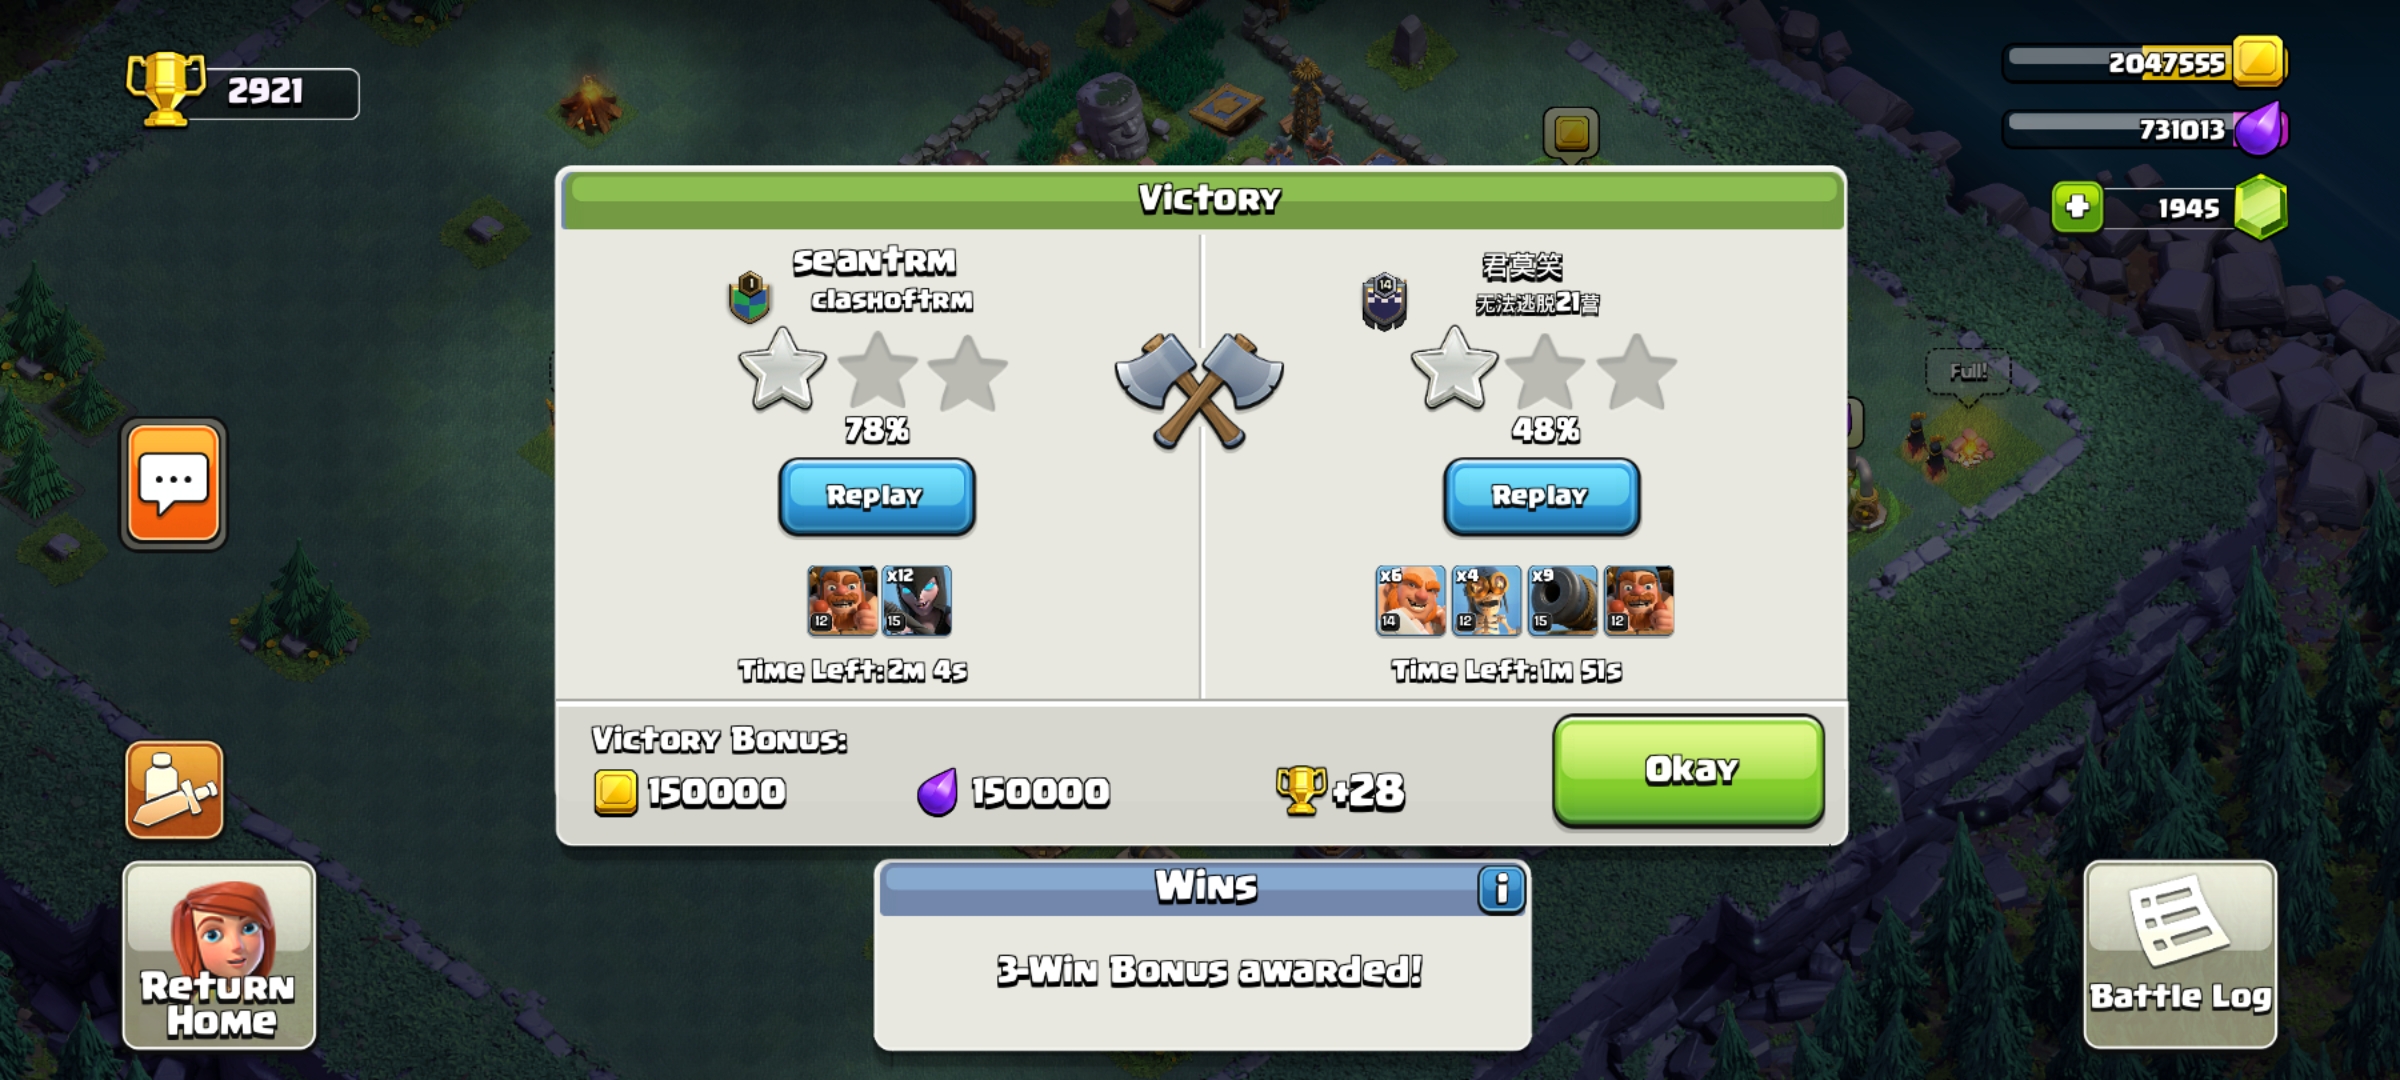 2921
2047555
731013
1945
Victory
seantrm
1
clashoftrm
78%
Replay
12
x12
15
Time Left:2m 4s
君莫笑
14
无法逃脱21营
48%
Replay
x6
14
x4
12
x9
15
12
Time Left:1m 51s
Full!
Victory Bonus:
150000
150000
+28
Okay
Wins
i
3-Win Bonus awarded!
Return
Home
Battle Log